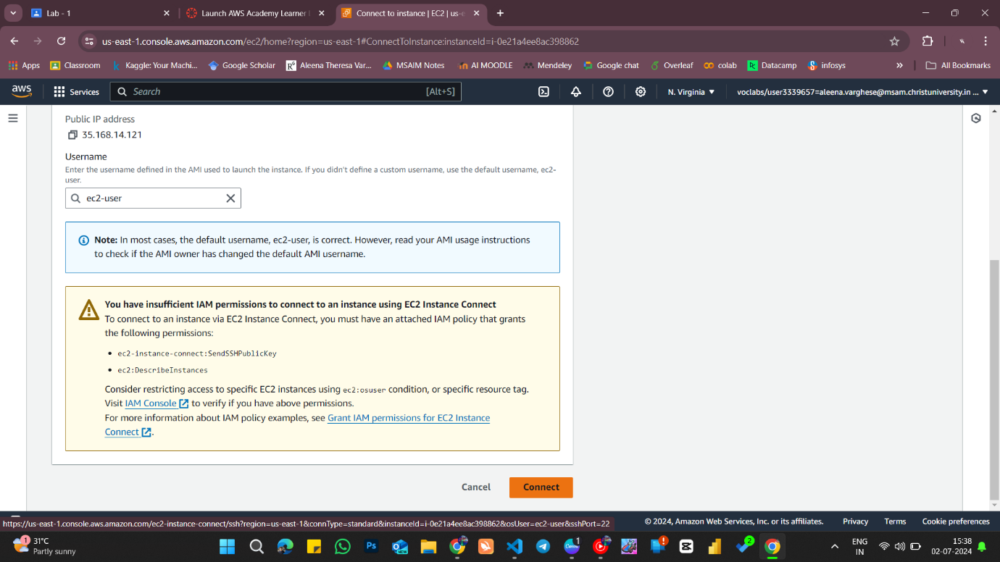 Lab - 1
Launch AWS Academy Learner
Connect to instance | EC2 | us-e
us-east-1.console.aws.amazon.com/ec2/home?region=us-east-1#ConnectToInstance:instanceId=i-0e21a4ee8ac398862
Apps Classroom Kaggle: Your Machi... Google Scholar Aleena Theresa Var... MSAIM Notes AI MOODLE Mendeley Google chat Overleaf colab Datacamp infosys » All Bookmarks
aws Services Search [Alt+S] N. Virginia voclabs/user3339657=aleena.varghese@msam.christuniversity.in ...
Public IP address
35.168.14.121
Username
Enter the username defined in the AMI used to launch the instance. If you didn't define a custom username, use the default username, ec2-
user.
ec2-user
Note: In most cases, the default username, ec2-user, is correct. However, read your AMI usage instructions
to check if the AMI owner has changed the default AMI username.
You have insufficient IAM permissions to connect to an instance using EC2 Instance Connect
To connect to an instance via EC2 Instance Connect, you must have an attached IAM policy that grants
the following permissions:
• ec2-instance-connect:SendSSHPublicKey
• ec2:DescribeInstances
Consider restricting access to specific EC2 instances using ec2:osuser condition, or specific resource tag.
Visit IAM Console to verify if you have above permissions.
For more information about IAM policy examples, see Grant IAM permissions for EC2 Instance
Connect.
Cancel Connect
https://us-east-1.console.aws.amazon.com/ec2-instance-connect/ssh?region=us-east-1&connType=standard&instanceId=i-0e21a4ee8ac398862&osUser=ec2-user&sshPort=22
© 2024, Amazon Web Services, Inc. or its affiliates. Privacy Terms Cookie preferences
1 31°C
Partly sunny
Ps
NEW
1
2
ENG
IN
15:38
02-07-2024